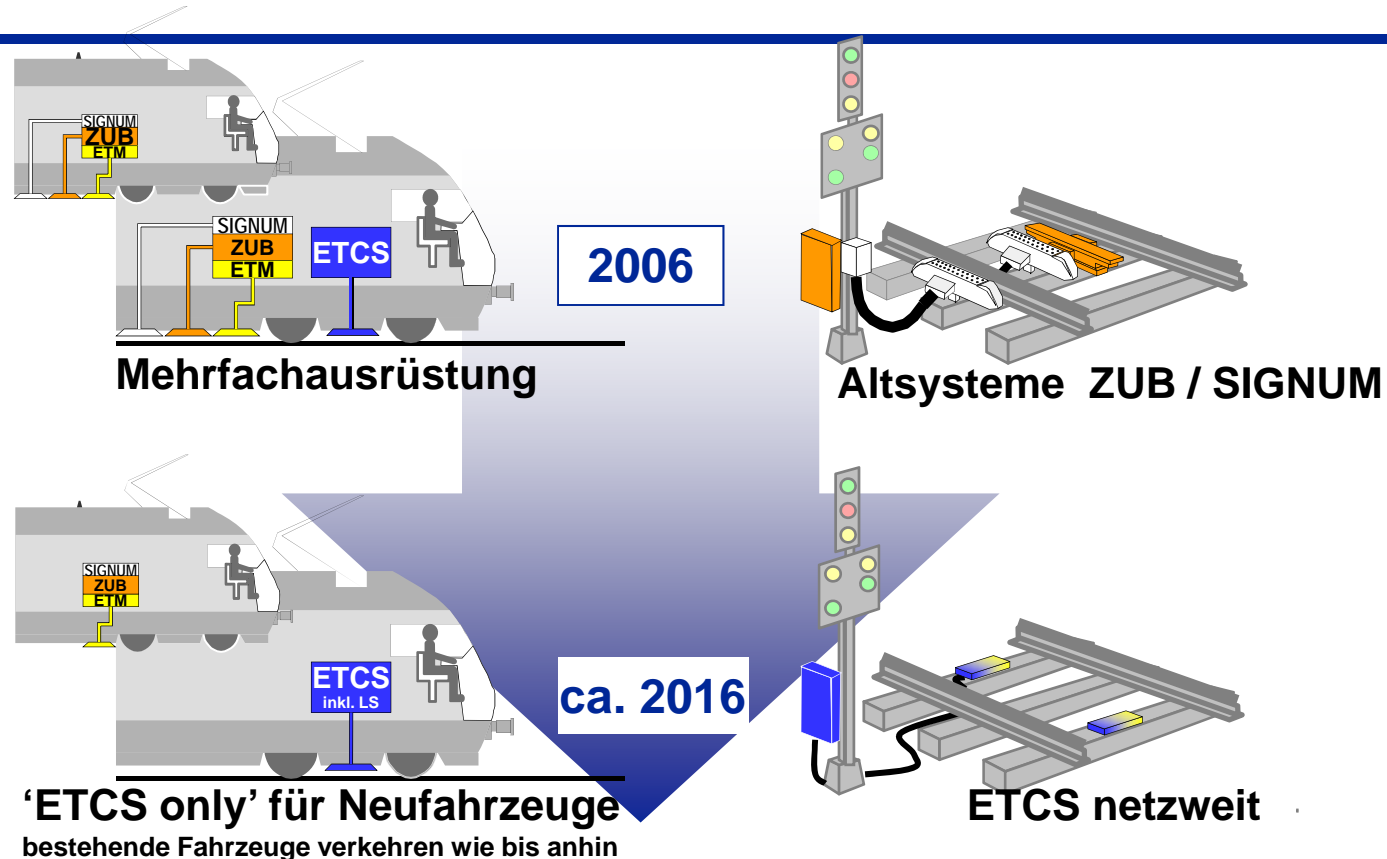 SIGNUM
ZUB
ETM
SIGNUM
ZUB
ETM
ETCS
2006
Mehrfachausrüstung
Altsysteme ZUB / SIGNUM
SIGNUM
ZUB
ETM
ETCS
inkl. LS
ca. 2016
‘ETCS only’ für Neufahrzeuge
bestehende Fahrzeuge verkehren wie bis anhin
ETCS netzweit